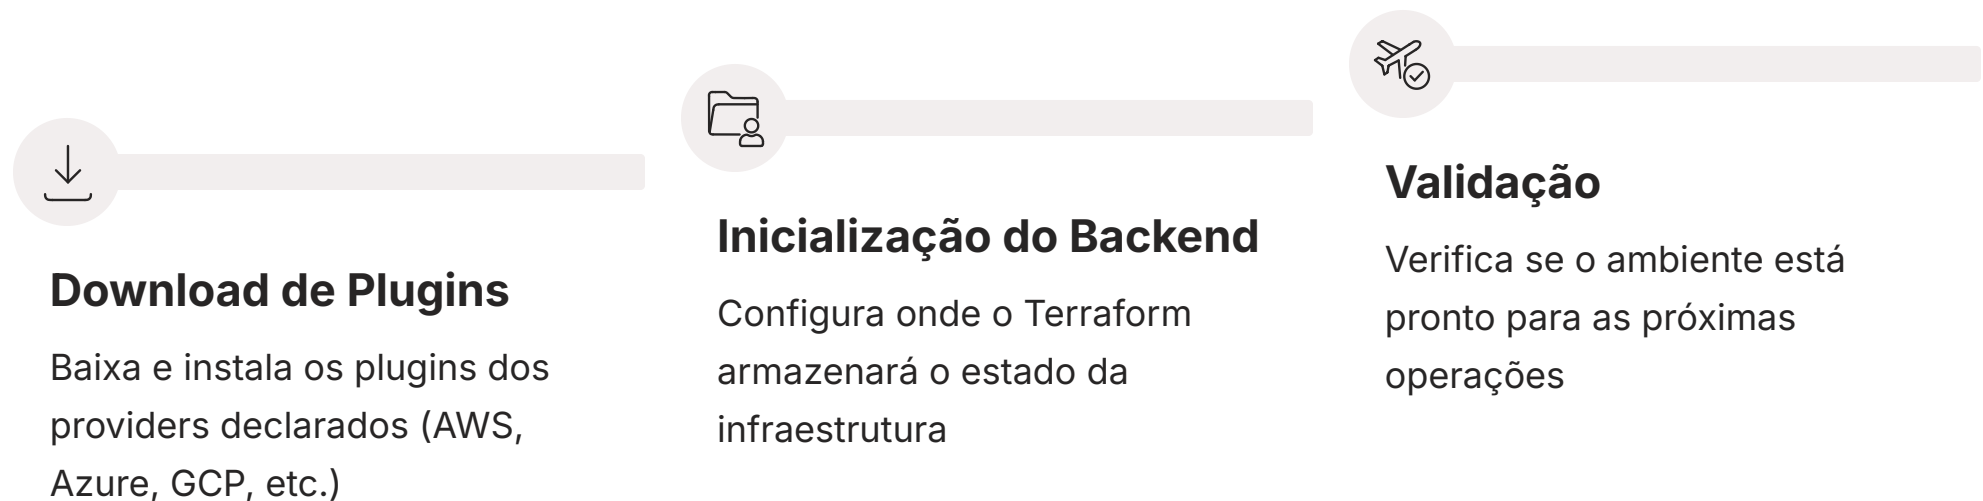 Download de Plugins
Baixa e instala os plugins dos
providers declarados (AWS,
Azure, GCP, etc.)
Inicialização do Backend
Configura onde o Terraform
armazenará o estado da
infraestrutura
Validação
Verifica se o ambiente está
pronto para as próximas
operações